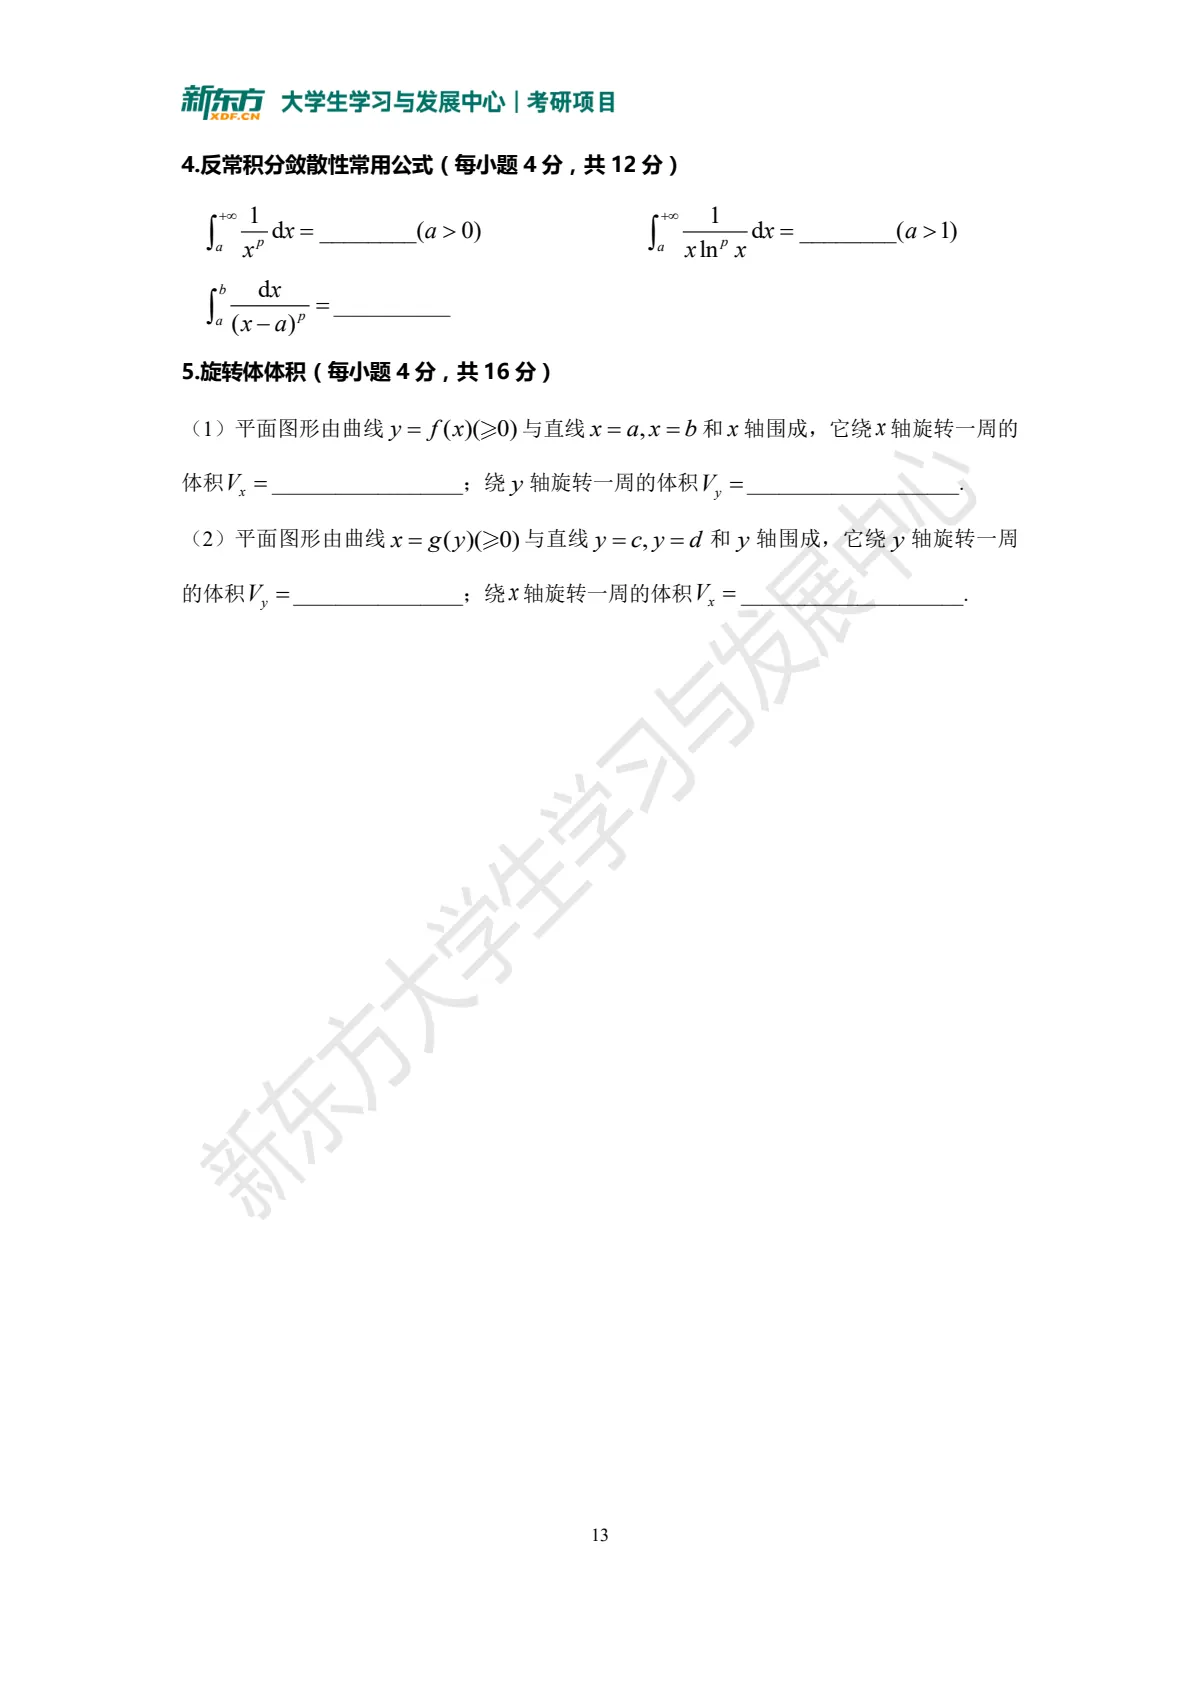 新东方 XDF.CN 大学生学习与发展中心 | 考研项目
4.反常积分敛散性常用公式（每小题 4 分，共 12 分）
∫_a^{+∞} 1/x^p dx = ________(a > 0) ∫_a^{+∞} 1/(x ln^p x) dx = ________(a >1)
∫_a^b dx/(x − a)^p = __________
5.旋转体体积（每小题 4 分，共 16 分）
（1）平面图形由曲线 y = f(x)(⩾0) 与直线 x = a, x = b 和 x 轴围成，它绕 x 轴旋转一周的
体积 V_x = __________________；绕 y 轴旋转一周的体积 V_y = ____________________.
（2）平面图形由曲线 x = g(y)(⩾0) 与直线 y = c, y = d 和 y 轴围成，它绕 y 轴旋转一周
的体积 V_y = ________________；绕 x 轴旋转一周的体积 V_x = _____________________.
新东方大学生学习与发展中心
13